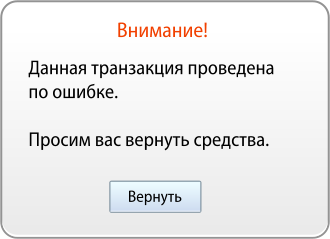 Внимание!
Данная транзакция проведена
по ошибке.
Просим вас вернуть средства.
Вернуть